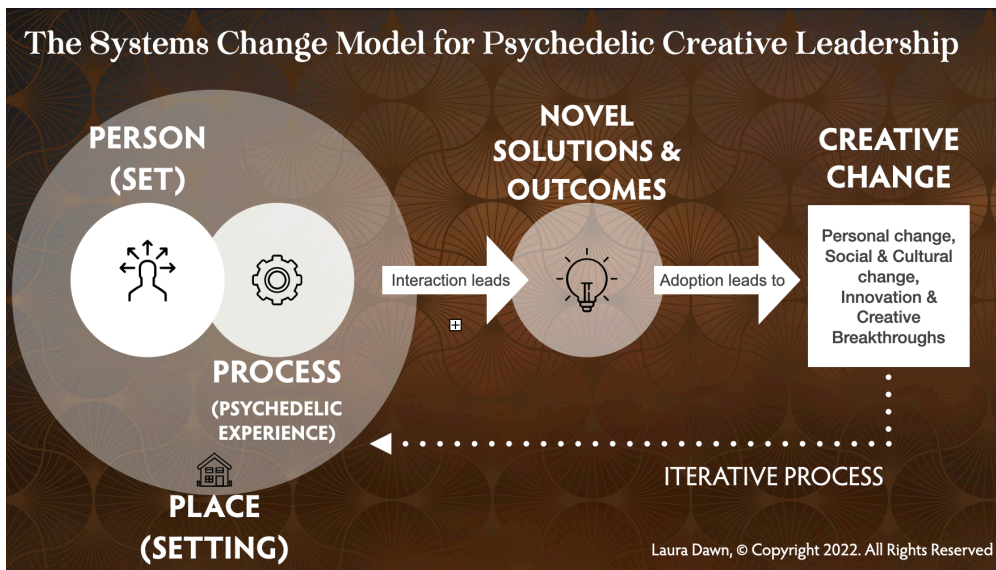 The Systems Change Model for Psychedelic Creative Leadership
PERSON
(SET)
PROCESS
(PSYCHEDELIC
EXPERIENCE)
PLACE
(SETTING)
Interaction leads
NOVEL
SOLUTIONS &
OUTCOMES
Adoption leads to
CREATIVE
CHANGE
Personal change,
Social & Cultural
change,
Innovation &
Creative
Breakthroughs
ITERATIVE PROCESS
Laura Dawn, © Copyright 2022. All Rights Reserved